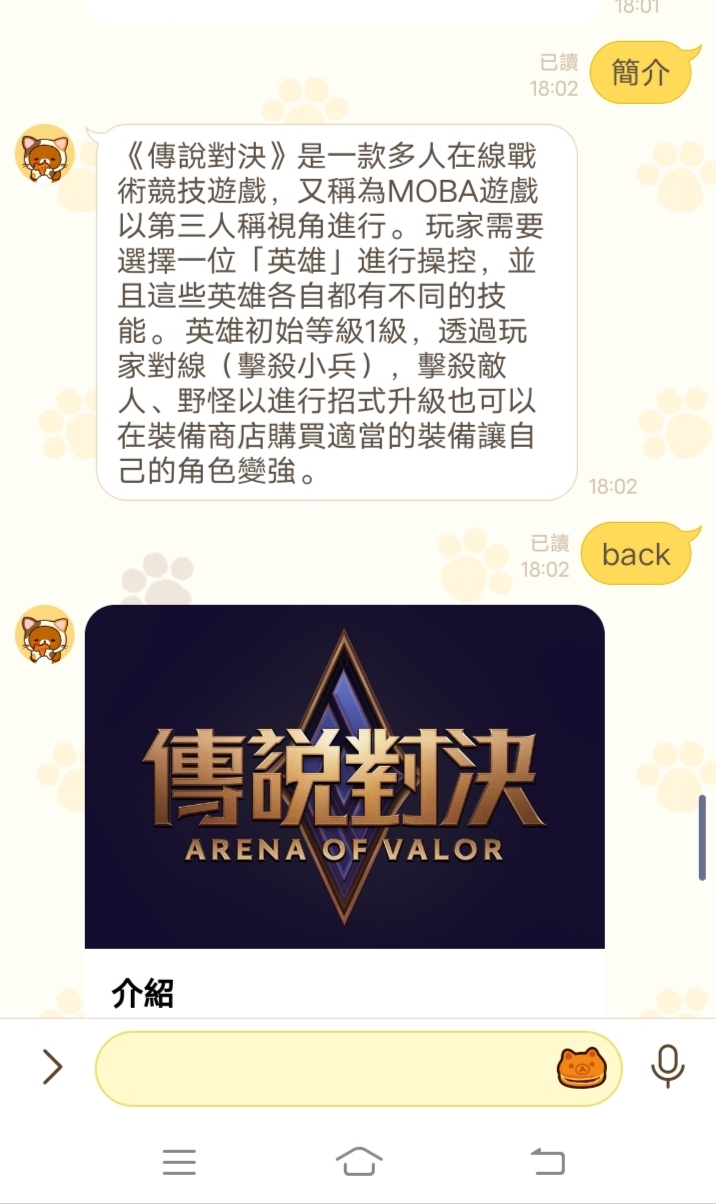 18:01
已讀
18:02
簡介
《傳說對決》是一款多人在線戰
術競技遊戲，又稱為MOBA遊戲
以第三人稱視角進行。 玩家需要
選擇一位「英雄」進行操控，並
且這些英雄各自都有不同的技
能。 英雄初始等級1級，透過玩
家對線（擊殺小兵），擊殺敵
人、野怪以進行招式升級也可以
在裝備商店購買適當的裝備讓自
己的角色變強。
18:02
已讀
18:02
back
傳說對決
ARENA OF VALOR
介紹